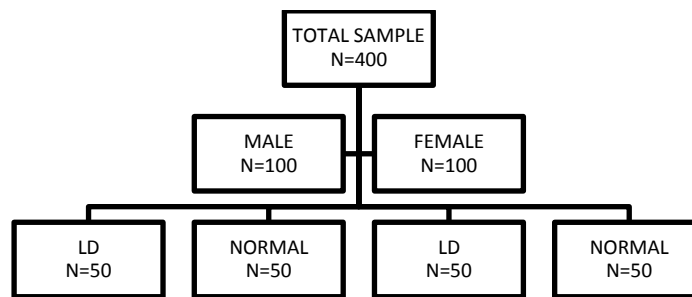 TOTAL SAMPLE
N=400
MALE
N=100
FEMALE
N=100
LD
N=50
NORMAL
N=50
LD
N=50
NORMAL
N=50